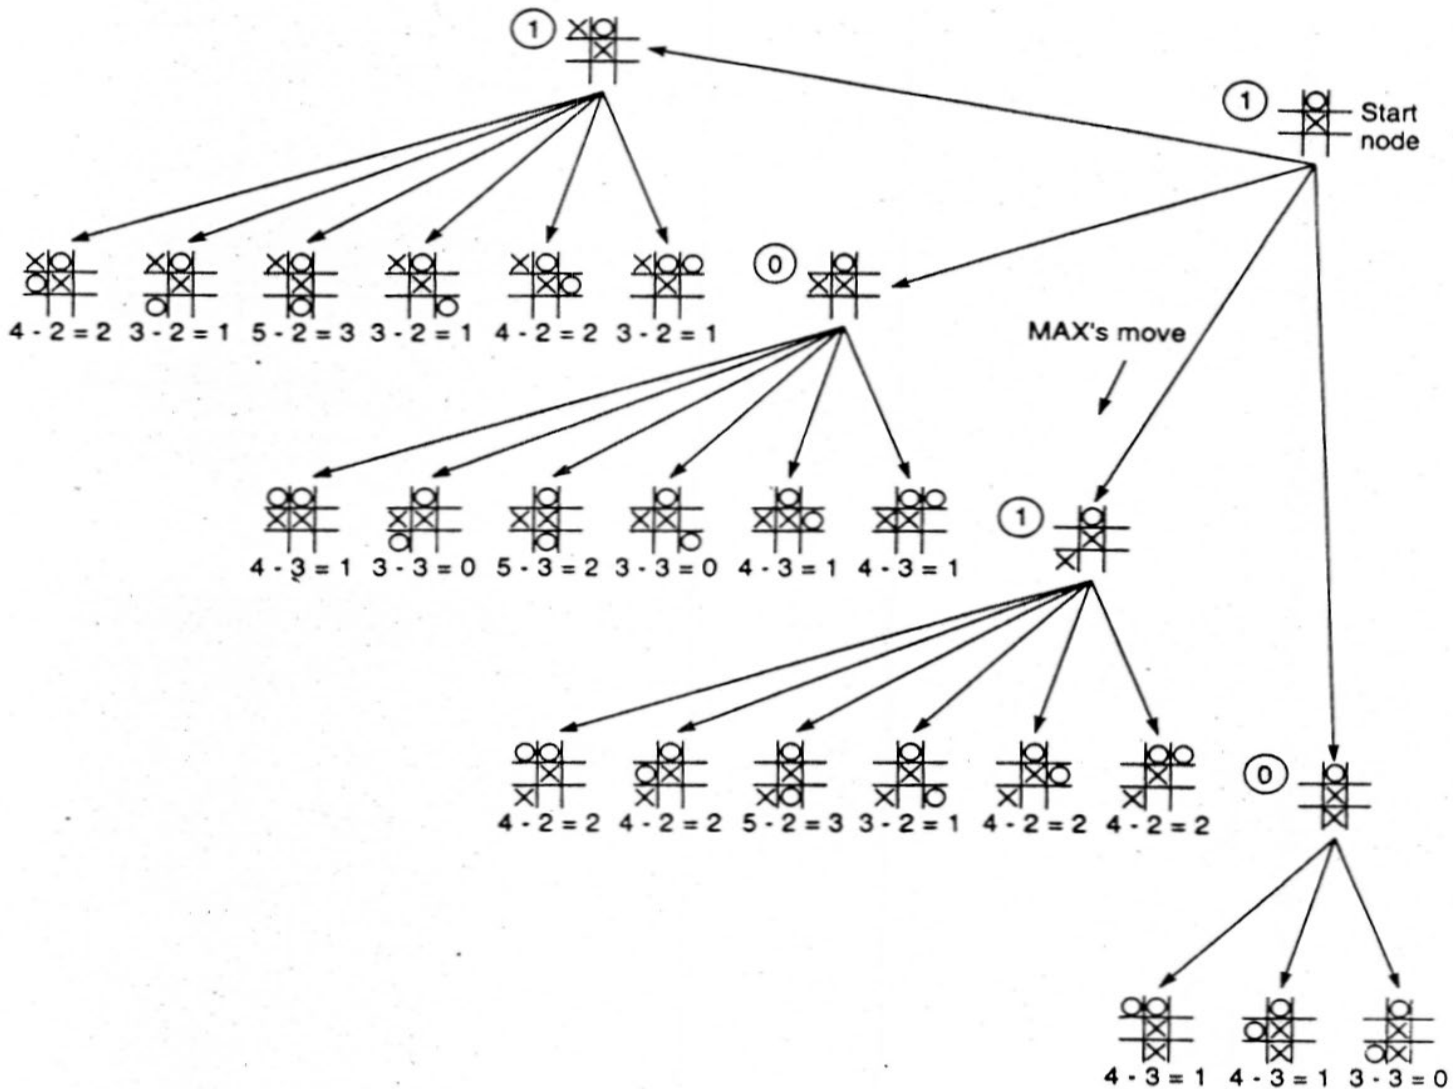 1
1
Start
node
4 - 2 = 2 3 - 2 = 1 5 - 2 = 3 3 - 2 = 1 4 - 2 = 2 3 - 2 = 1
0
MAX's move
4 - 3 = 1 3 - 3 = 0 5 - 3 = 2 3 - 3 = 0 4 - 3 = 1 4 - 3 = 1
1
4 - 2 = 2 4 - 2 = 2 5 - 2 = 3 3 - 2 = 1 4 - 2 = 2 4 - 2 = 2
0
4 - 3 = 1 4 - 3 = 1 3 - 3 = 0